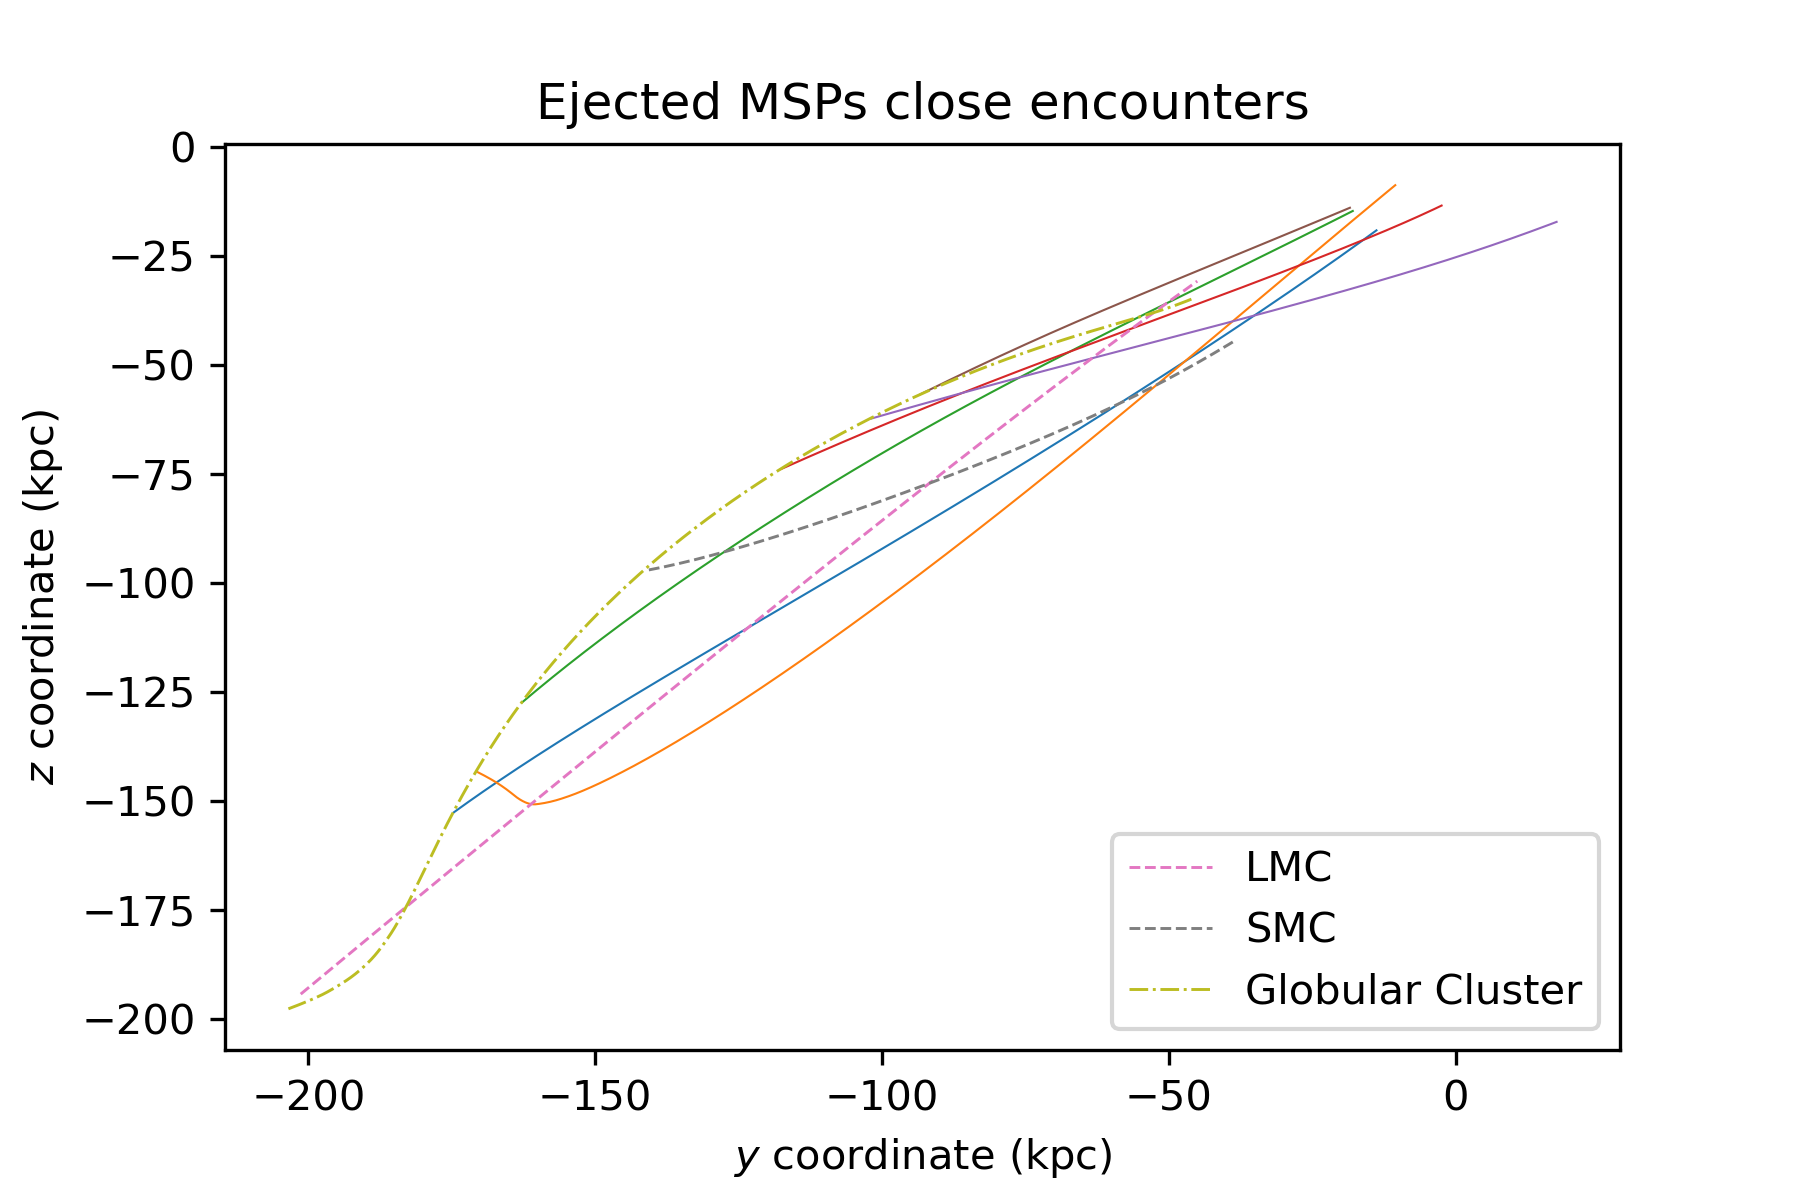 Ejected MSPs close encounters
0
−25
−50
−75
−100
−125
−150
−175
−200
z coordinate (kpc)
LMC
SMC
Globular Cluster
−200
−150
−100
−50
0
y coordinate (kpc)